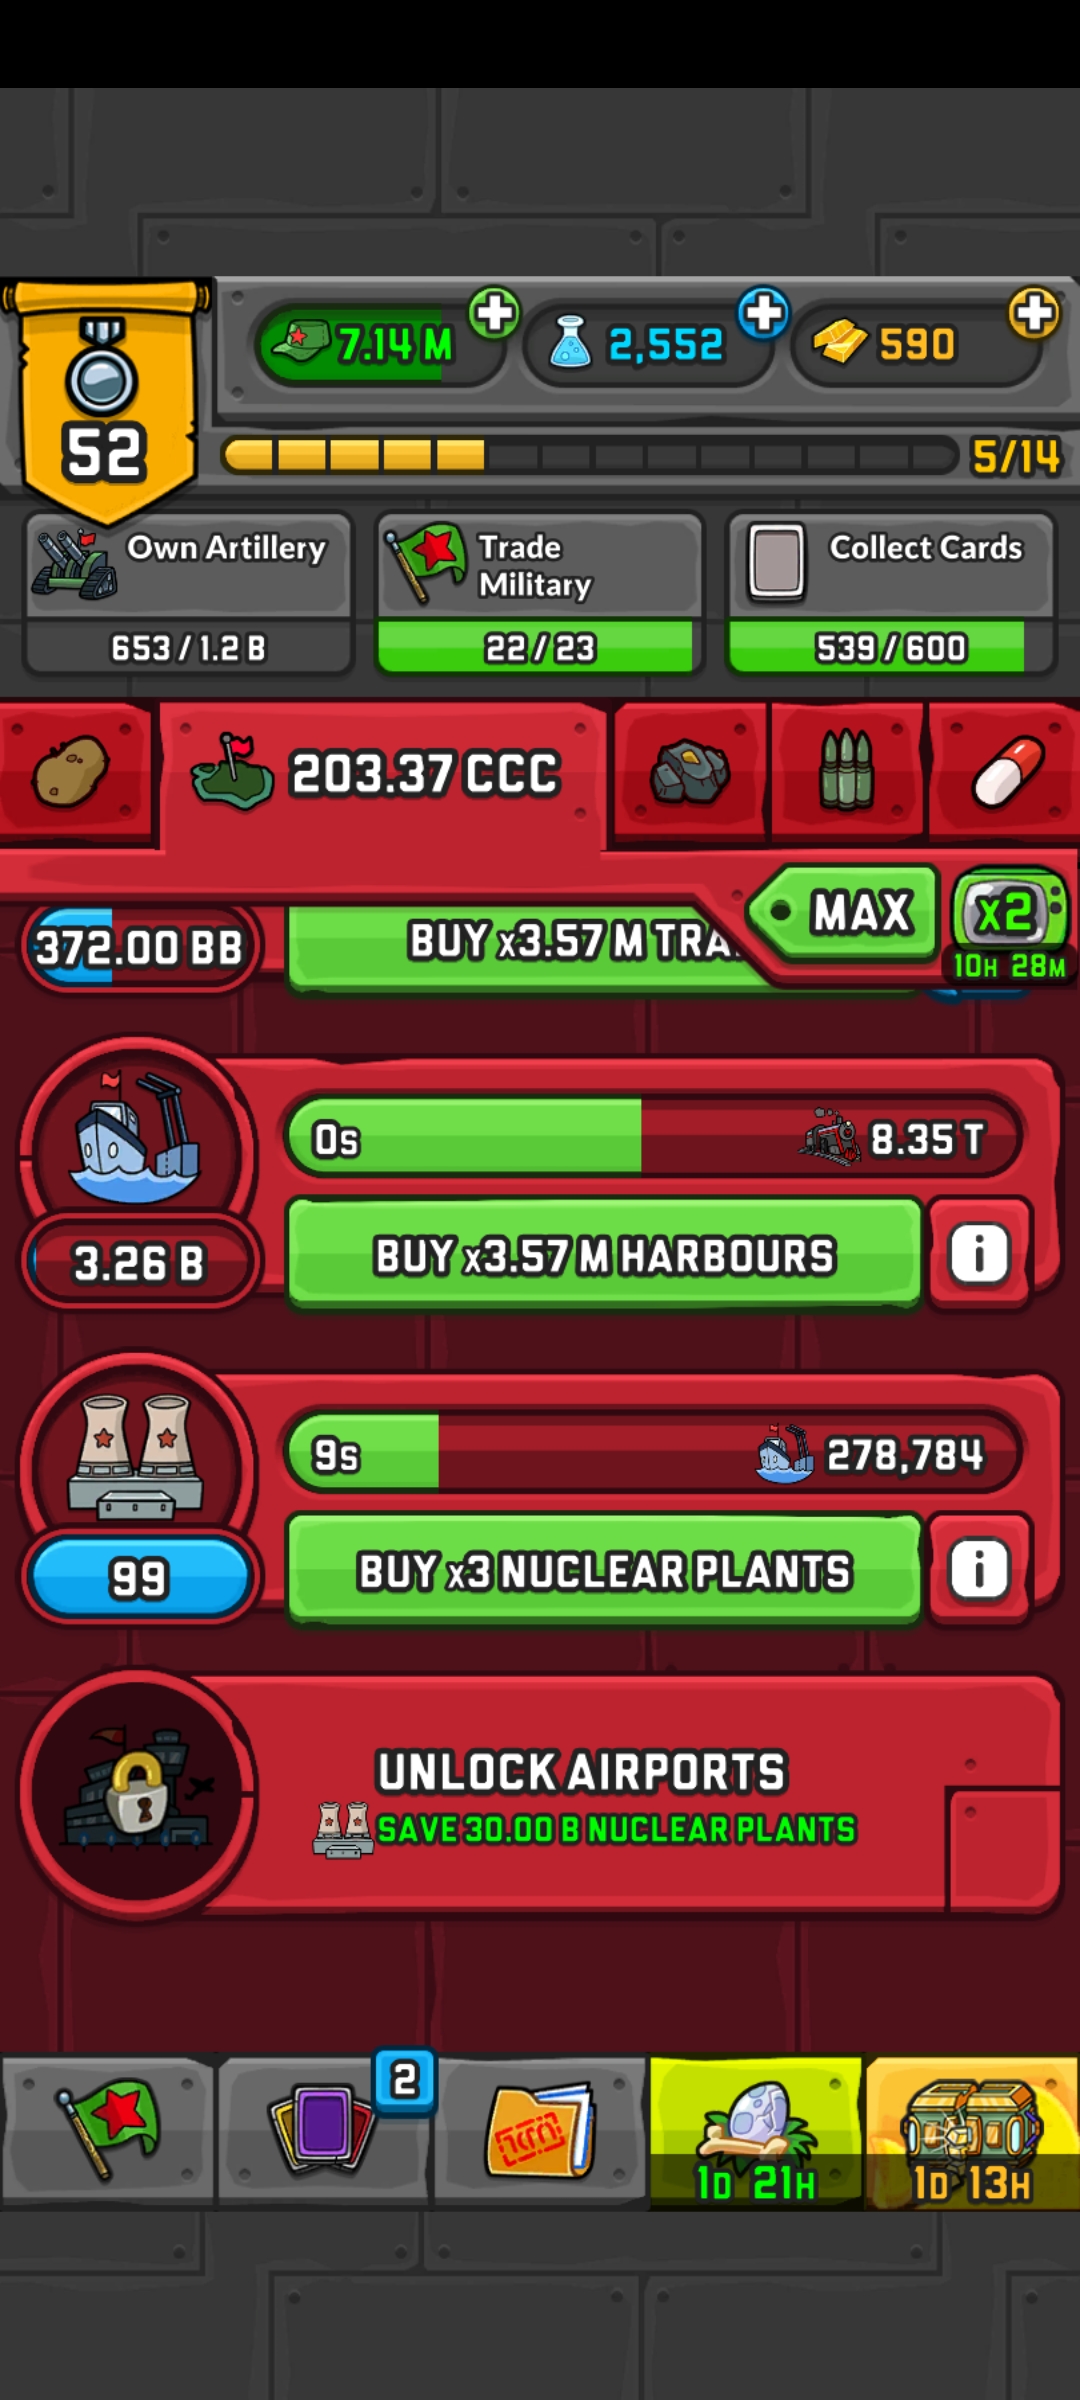 7.14 M
2,552
590
52
5/14
Own Artillery
653 / 1.2 B
Trade
Military
22 / 23
Collect Cards
539 / 600
203.37 CCC
MAX
x2
10H 28M
372.00 BB
BUY x3.57 M TRA
0s
8.35 T
3.26 B
BUY x3.57 M HARBOURS
i
9s
278,784
99
BUY x3 NUCLEAR PLANTS
i
UNLOCK AIRPORTS
SAVE 30.00 B NUCLEAR PLANTS
2
1D 21H
1D 13H